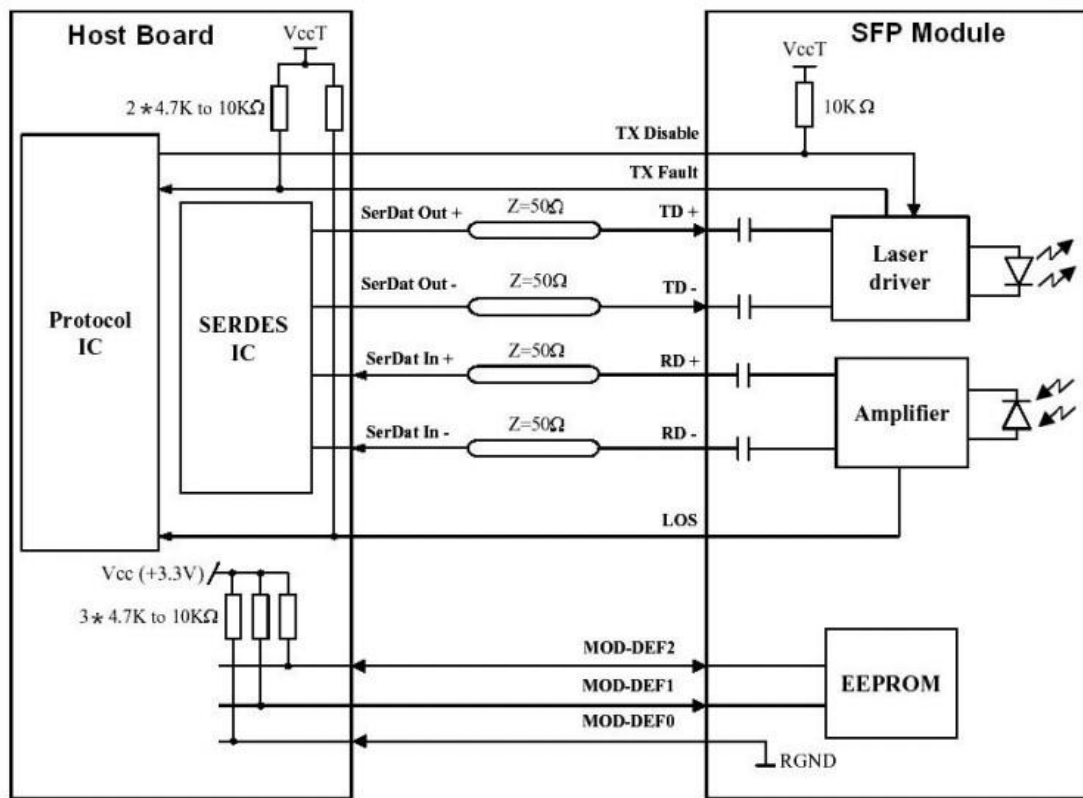 Host Board
SFP Module
VccT
VccT
2*4.7K to 10KΩ
10KΩ
TX Disable
TX Fault
SerDat Out +
Z=50Ω
TD +
SerDat Out -
Z=50Ω
TD -
Laser
driver
Protocol
IC
SERDES
IC
SerDat In +
Z=50Ω
RD +
SerDat In -
Z=50Ω
RD -
Amplifier
LOS
Vcc (+3.3V)
3*4.7K to 10KΩ
MOD-DEF2
MOD-DEF1
MOD-DEF0
EEPROM
RGND